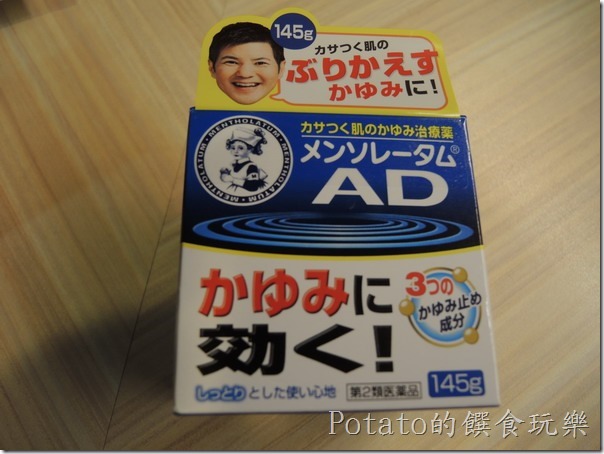 145g
カサつく肌の
ぶりかえす
かゆみに!
カサつく肌のかゆみ治療薬
メンソレータム®
AD
MENTHOLATUM・MENTHOLATUM・MENTHOLATUM・
かゆみに
効く!
3つの
かゆみ止め
成分
しっとりとした使い心地
第2類医薬品
145g
Potato的饌食玩樂